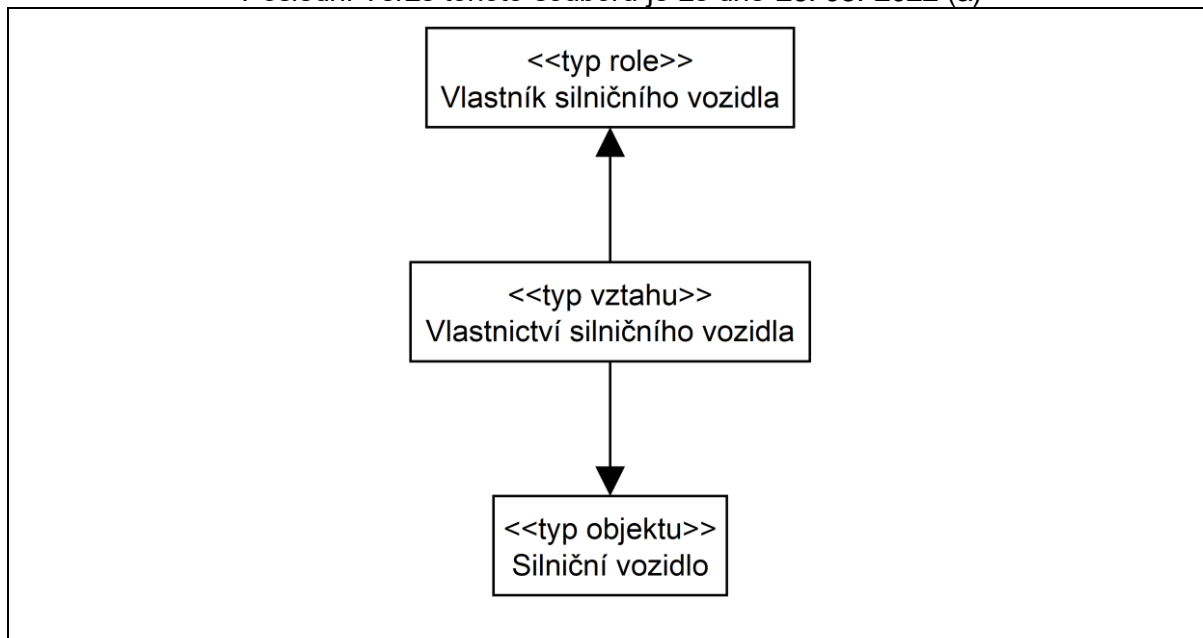 <<typ role>>
Vlastník silničního vozidla
<<typ vztahu>>
Vlastnictví silničního vozidla
<<typ objektu>>
Silniční vozidlo